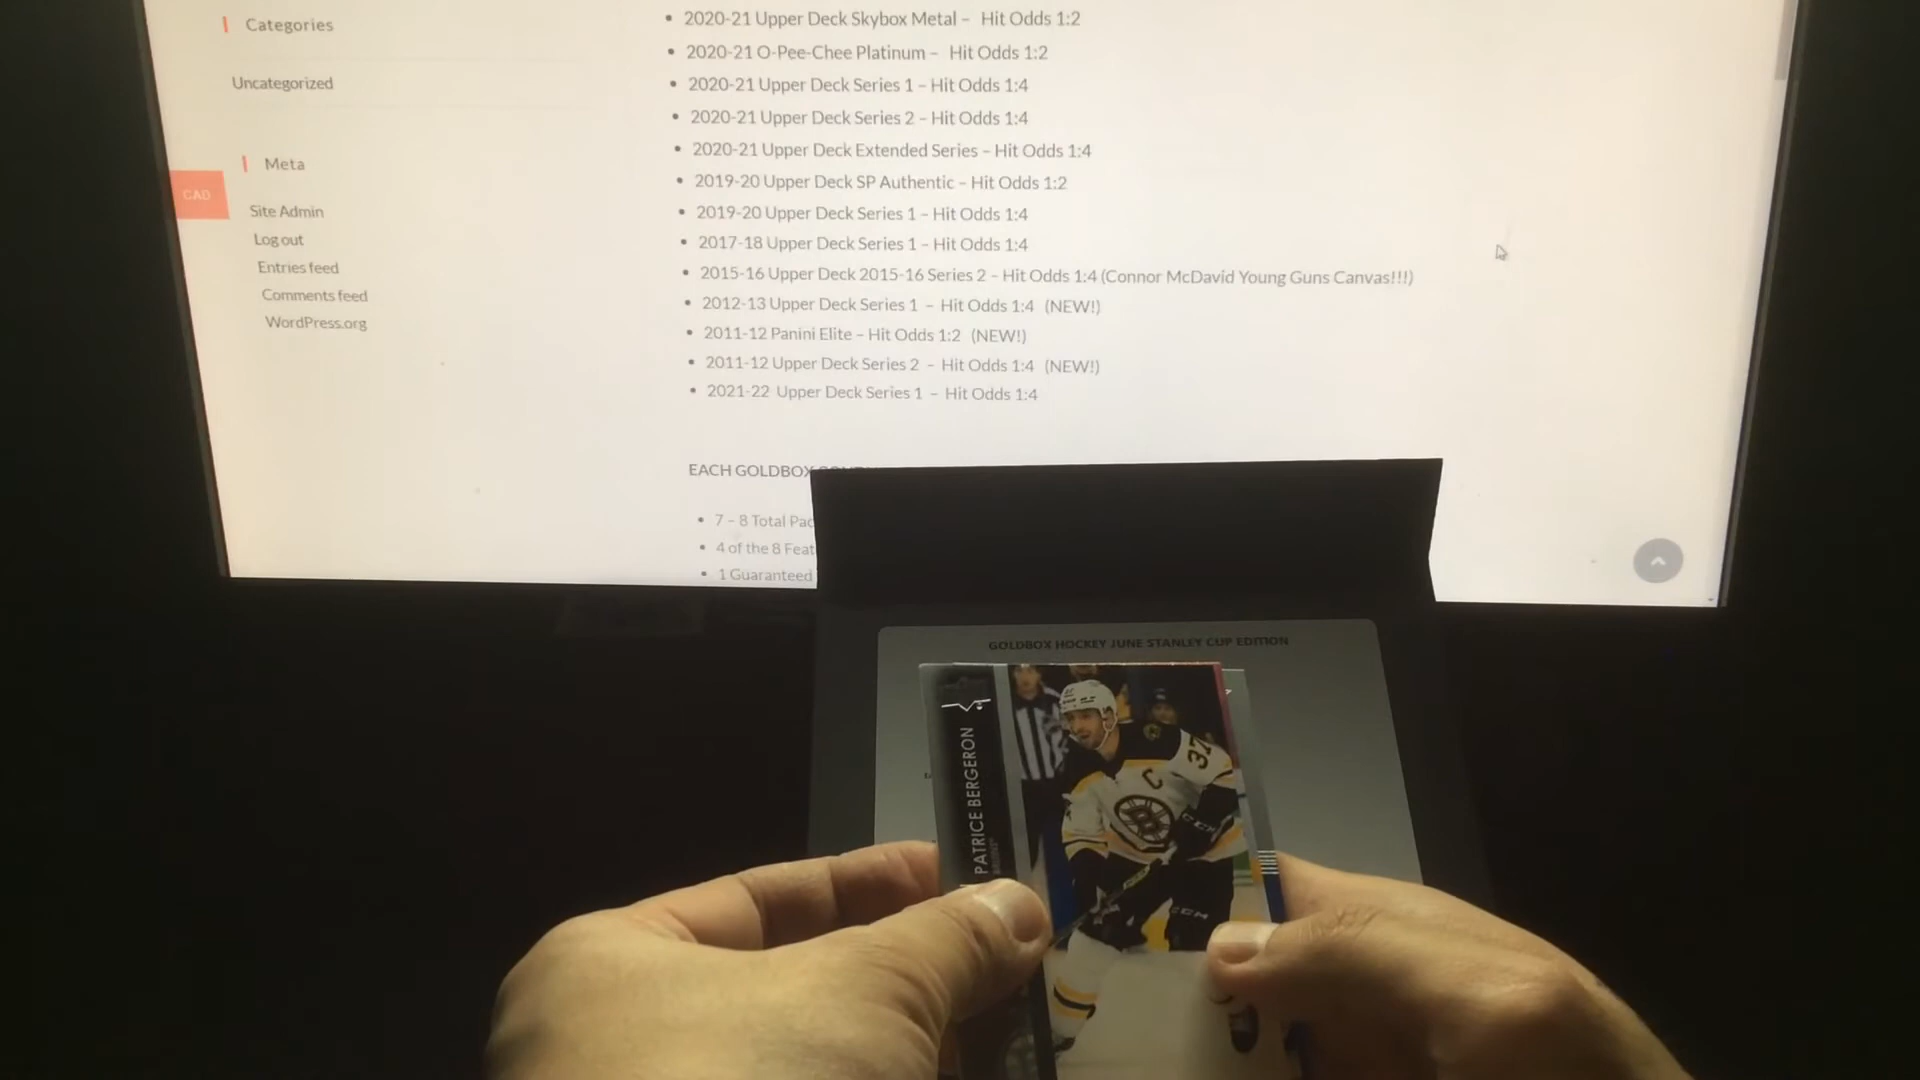 Categories
Uncategorized
Meta
CAD
Site Admin
Log out
Entries feed
Comments feed
WordPress.org
2020-21 Upper Deck Skybox Metal – Hit Odds 1:2
2020-21 O-Pee-Chee Platinum – Hit Odds 1:2
2020-21 Upper Deck Series 1 – Hit Odds 1:4
2020-21 Upper Deck Series 2 – Hit Odds 1:4
2020-21 Upper Deck Extended Series – Hit Odds 1:4
2019-20 Upper Deck SP Authentic – Hit Odds 1:2
2019-20 Upper Deck Series 1 – Hit Odds 1:4
2017-18 Upper Deck Series 1 – Hit Odds 1:4
2015-16 Upper Deck 2015-16 Series 2 – Hit Odds 1:4 (Connor McDavid Young Guns Canvas!!!)
2012-13 Upper Deck Series 1 – Hit Odds 1:4 (NEW!)
2011-12 Panini Elite – Hit Odds 1:2 (NEW!)
2011-12 Upper Deck Series 2 – Hit Odds 1:4 (NEW!)
2021-22 Upper Deck Series 1 – Hit Odds 1:4
EACH GOLDBOX
7 – 8 Total Pac
4 of the 8 Feat
1 Guaranteed
GOLDBOX HOCKEY JUNE STANLEY CUP EDITION
PATRICE BERGERON
37
C
B
CCM
CCM